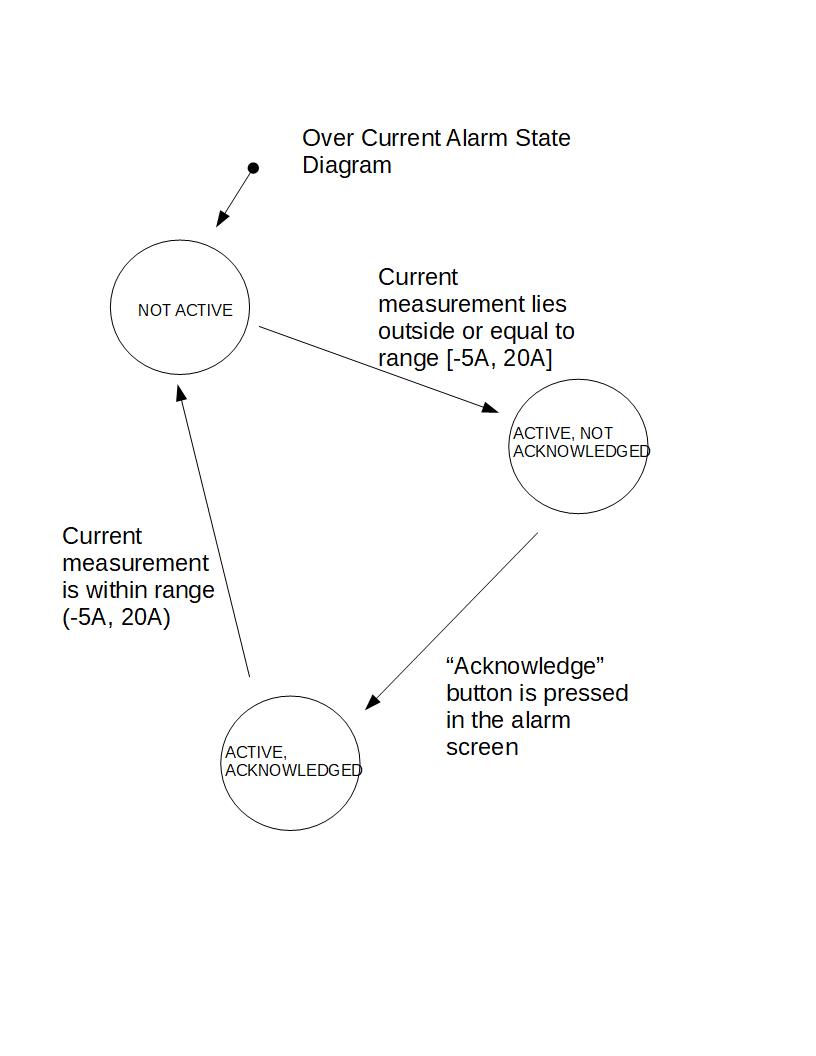 Over Current Alarm State
Diagram
NOT ACTIVE
Current
measurement lies
outside or equal to
range [-5A, 20A]
ACTIVE, NOT
ACKNOWLEDGED
Current
measurement
is within range
(-5A, 20A)
“Acknowledge”
button is pressed
in the alarm
screen
ACTIVE,
ACKNOWLEDGED